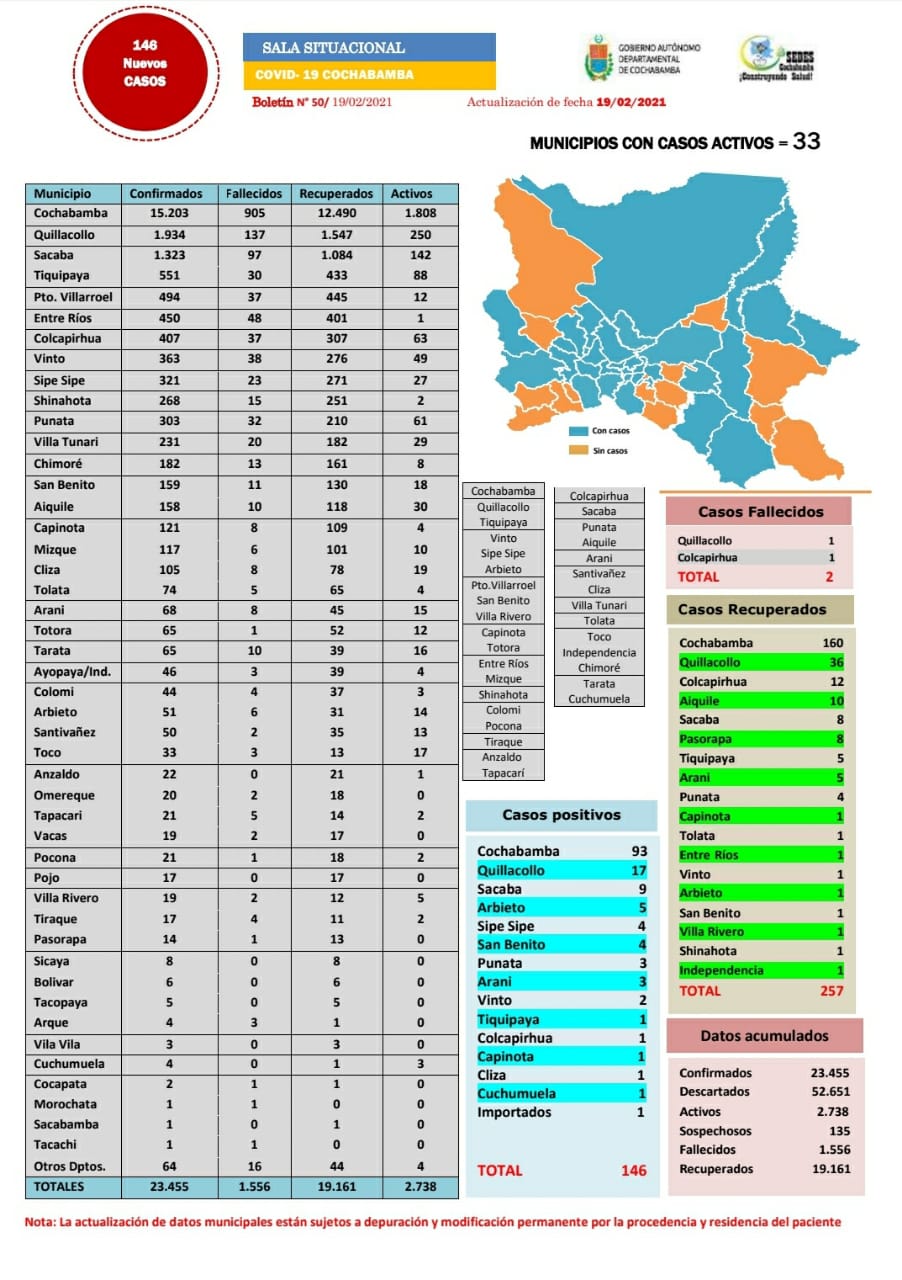 146
Nuevos
CASOS
SALA SITUACIONAL
COVID- 19 COCHABAMBA
Boletín N° 50/ 19/02/2021
Actualización de fecha 19/02/2021
GOBIERNO AUTÓNOMO
DEPARTAMENTAL
DE COCHABAMBA
SEDES
Cochabamba
¡Construyendo Salud!
MUNICIPIOS CON CASOS ACTIVOS = 33
Municipio Confirmados Fallecidos Recuperados Activos
Cochabamba 15.203 905 12.490 1.808
Quillacollo 1.934 137 1.547 250
Sacaba 1.323 97 1.084 142
Tiquipaya 551 30 433 88
Pto. Villarroel 494 37 445 12
Entre Ríos 450 48 401 1
Colcapirhua 407 37 307 63
Vinto 363 38 276 49
Sipe Sipe 321 23 271 27
Shinahota 268 15 251 2
Punata 303 32 210 61
Villa Tunari 231 20 182 29
Chimoré 182 13 161 8
San Benito 159 11 130 18
Aiquile 158 10 118 30
Capinota 121 8 109 4
Mizque 117 6 101 10
Cliza 105 8 78 19
Tolata 74 5 65 4
Arani 68 8 45 15
Totora 65 1 52 12
Tarata 65 10 39 16
Ayopaya/Ind. 46 3 39 4
Colomi 44 4 37 3
Arbieto 51 6 31 14
Santivañez 50 2 35 13
Toco 33 3 13 17
Anzaldo 22 0 21 1
Omereque 20 2 18 0
Tapacari 21 5 14 2
Vacas 19 2 17 0
Pocona 21 1 18 2
Pojo 17 0 17 0
Villa Rivero 19 2 12 5
Tiraque 17 4 11 2
Pasorapa 14 1 13 0
Sicaya 8 0 8 0
Bolivar 6 0 6 0
Tacopaya 5 0 5 0
Arque 4 3 1 0
Vila Vila 3 0 3 0
Cuchumuela 4 0 1 3
Cocapata 2 1 1 0
Morochata 1 1 0 0
Sacabamba 1 0 1 0
Tacachi 1 1 0 0
Otros Dptos. 64 16 44 4
TOTALES 23.455 1.556 19.161 2.738
Con casos
Sin casos
Cochabamba
Quillacollo
Tiquipaya
Vinto
Sipe Sipe
Arbieto
Pto.Villarroel
San Benito
Villa Rivero
Capinota
Totora
Entre Ríos
Mizque
Shinahota
Colomi
Pocona
Tiraque
Anzaldo
Tapacarí
Colcapirhua
Sacaba
Punata
Aiquile
Arani
Santivañez
Cliza
Villa Tunari
Tolata
Toco
Independencia
Chimoré
Tarata
Cuchumuela
Casos Fallecidos
Quillacollo 1
Colcapirhua 1
TOTAL 2
Casos Recuperados
Cochabamba 160
Quillacollo 36
Colcapirhua 12
Aiquile 10
Sacaba 8
Pasorapa 8
Tiquipaya 5
Arani 5
Punata 4
Capinota 1
Tolata 1
Entre Ríos 1
Vinto 1
Arbieto 1
San Benito 1
Villa Rivero 1
Shinahota 1
Independencia 1
TOTAL 257
Casos positivos
Cochabamba 93
Quillacollo 17
Sacaba 9
Arbieto 5
Sipe Sipe 4
San Benito 4
Punata 3
Arani 3
Vinto 2
Tiquipaya 1
Colcapirhua 1
Capinota 1
Cliza 1
Cuchumuela 1
Importados 1
TOTAL 146
Datos acumulados
Confirmados 23.455
Descartados 52.651
Activos 2.738
Sospechosos 135
Fallecidos 1.556
Recuperados 19.161
Nota: La actualización de datos municipales están sujetos a depuración y modificación permanente por la procedencia y residencia del paciente